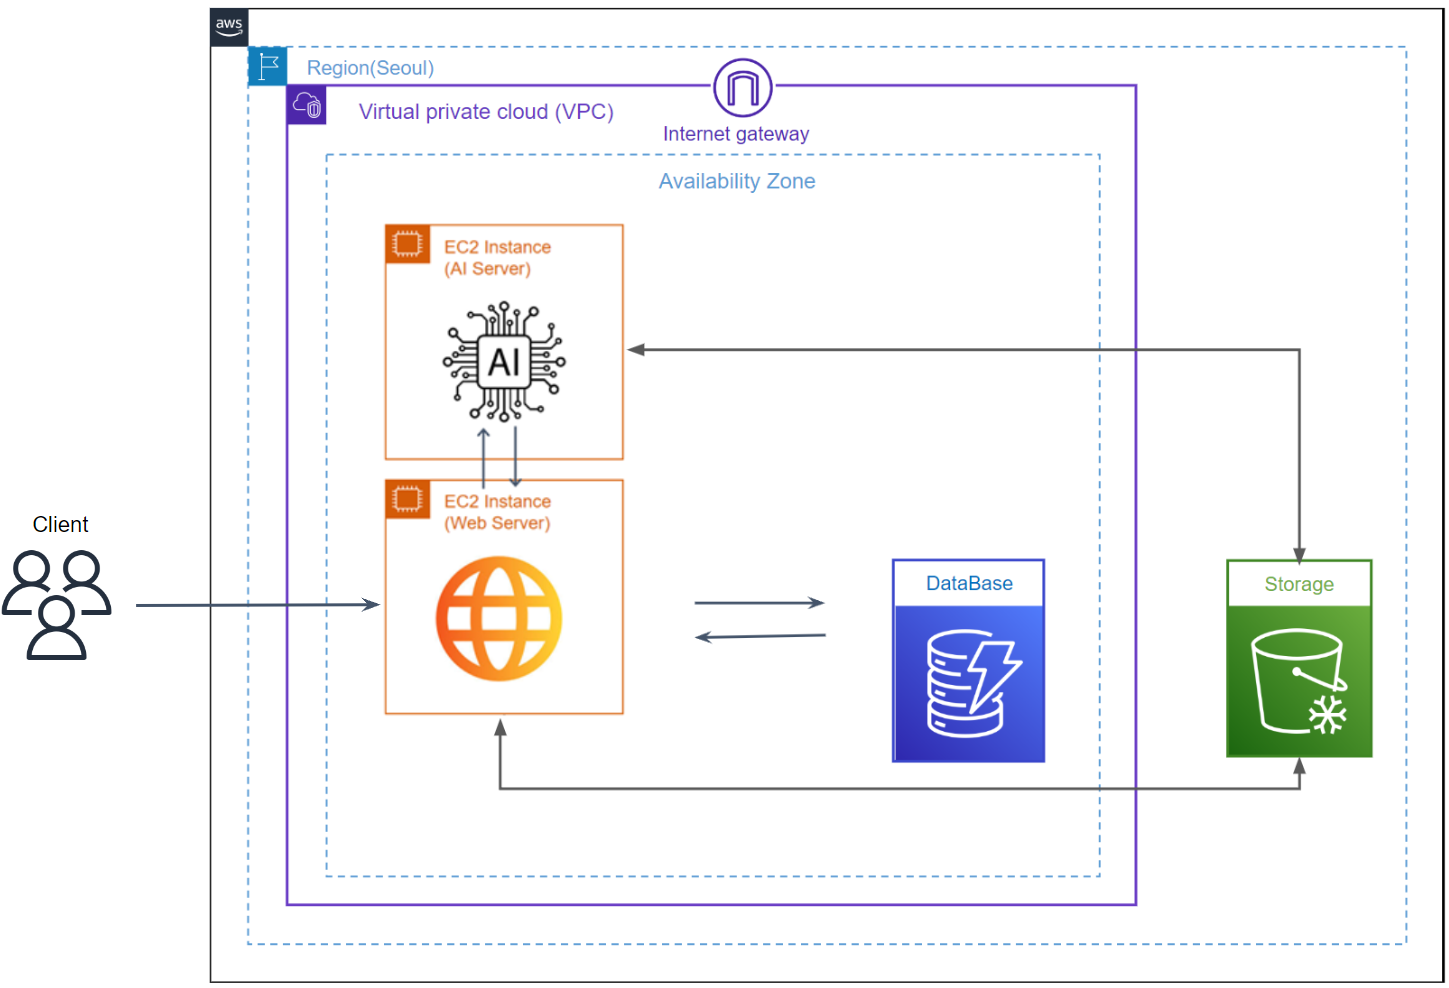 aws
Region(Seoul)
Virtual private cloud (VPC)
Internet gateway
Availability Zone
EC2 Instance
(AI Server)
AI
EC2 Instance
(Web Server)
Client
DataBase
Storage